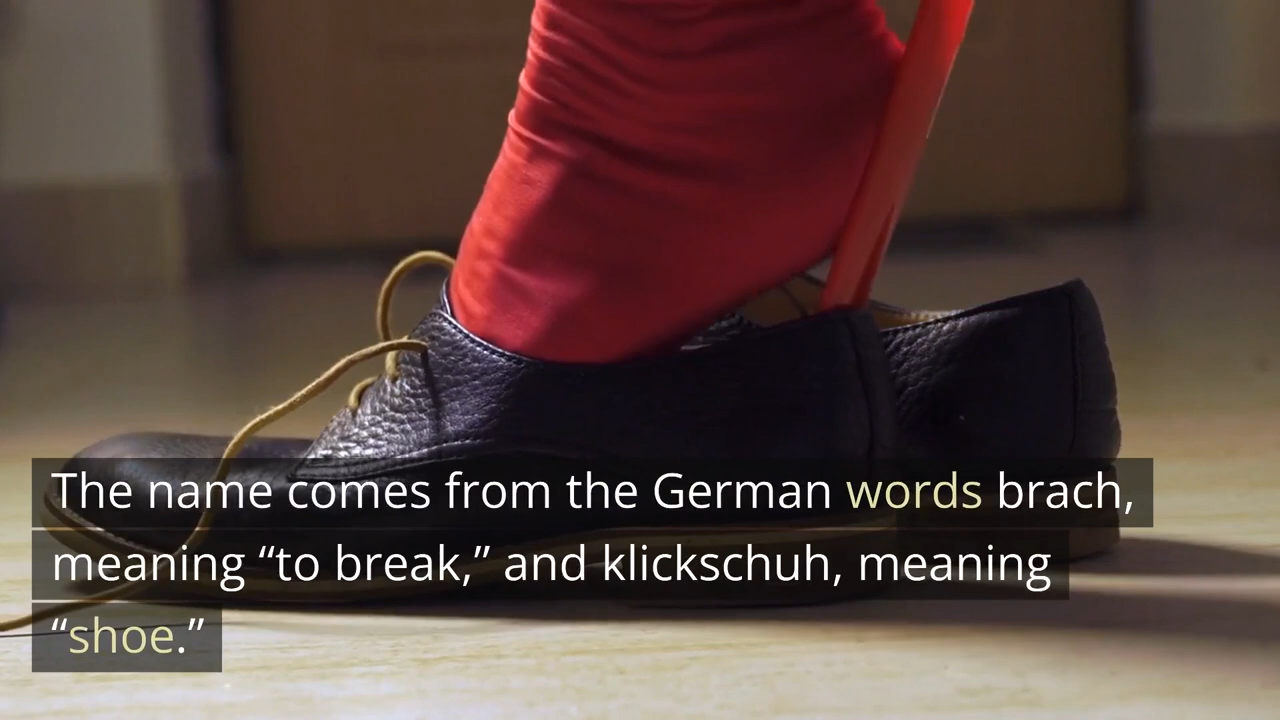 The name comes from the German words brach,
meaning “to break,” and klickschuh, meaning
“shoe.”